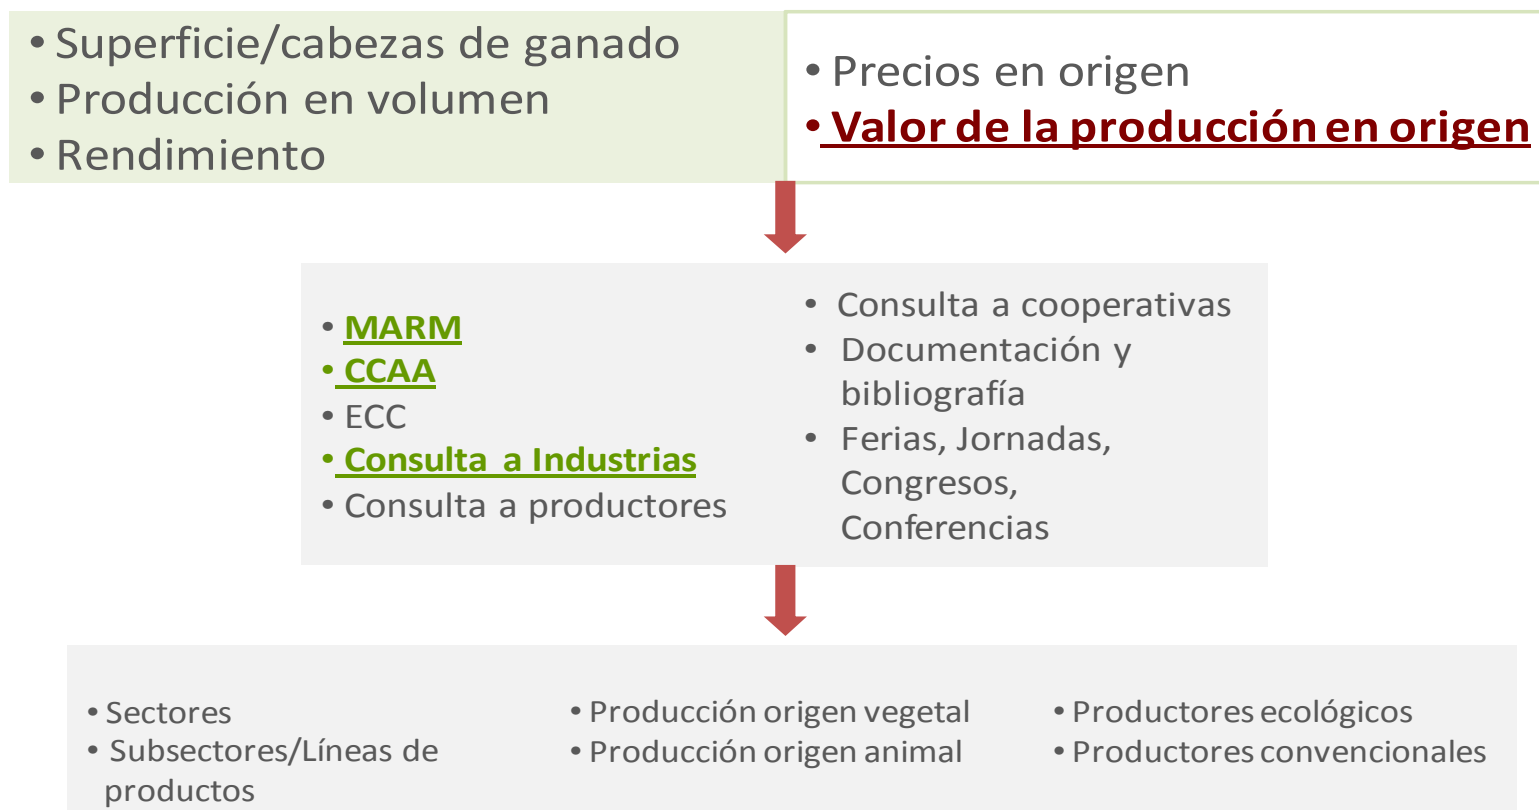 • Superficie/cabezas de ganado
• Producción en volumen
• Rendimiento
• Precios en origen
• Valor de la producción en origen
• MARM
• CCAA
• ECC
• Consulta a Industrias
• Consulta a productores
• Consulta a cooperativas
• Documentación y
bibliografía
• Ferias, Jornadas,
Congresos,
Conferencias
• Sectores
• Subsectores/Líneas de
productos
• Producción origen vegetal
• Producción origen animal
• Productores ecológicos
• Productores convencionales